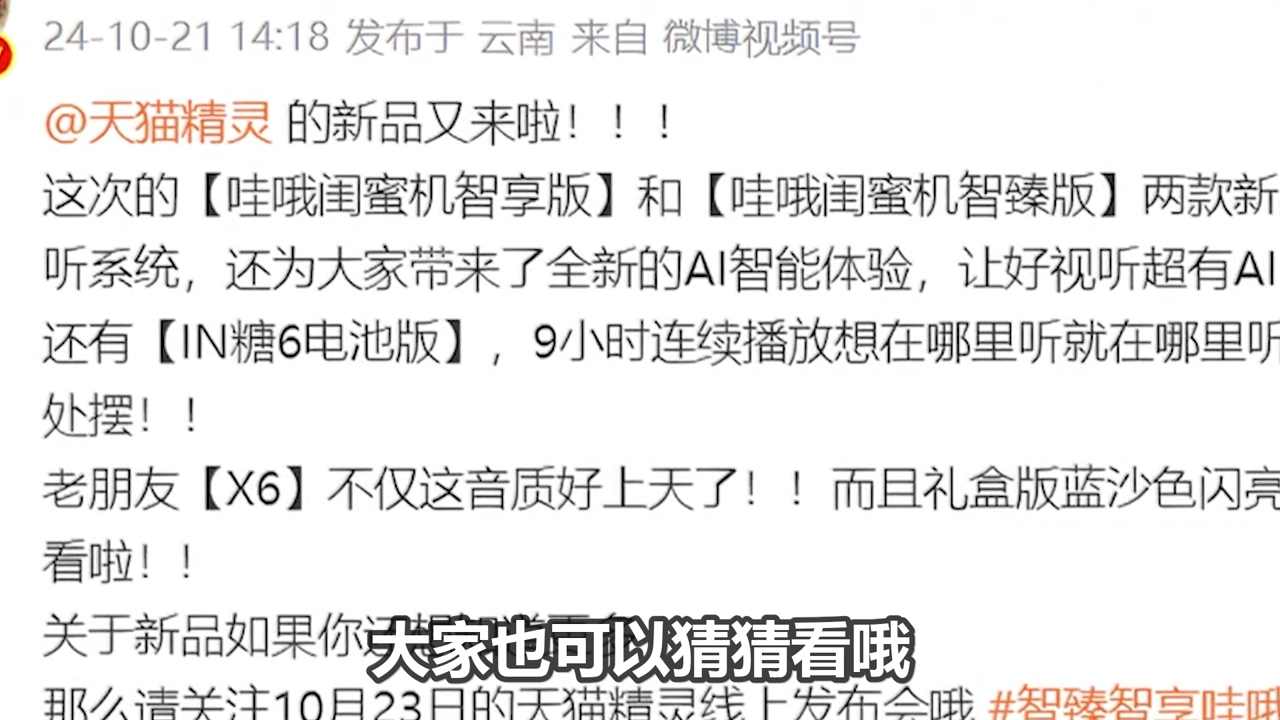 24-10-21 14:18 发布于 云南 来自 微博视频号
@天猫精灵 的新品又来啦！！！
这次的【哇哦闺蜜机智享版】和【哇哦闺蜜机智臻版】两款新
听系统，还为大家带来了全新的AI智能体验，让好视听超有AI
还有【IN糖6电池版】，9小时连续播放想在哪里听就在哪里听
处摆！！
老朋友【X6】不仅这音质好上天了！！而且礼盒版蓝沙色闪亮
看啦！！
关于新品如果你
大家也可以猜猜看哦
那么请关注10月23日的天猫精灵线上发布会哦 #智臻智享哇哦